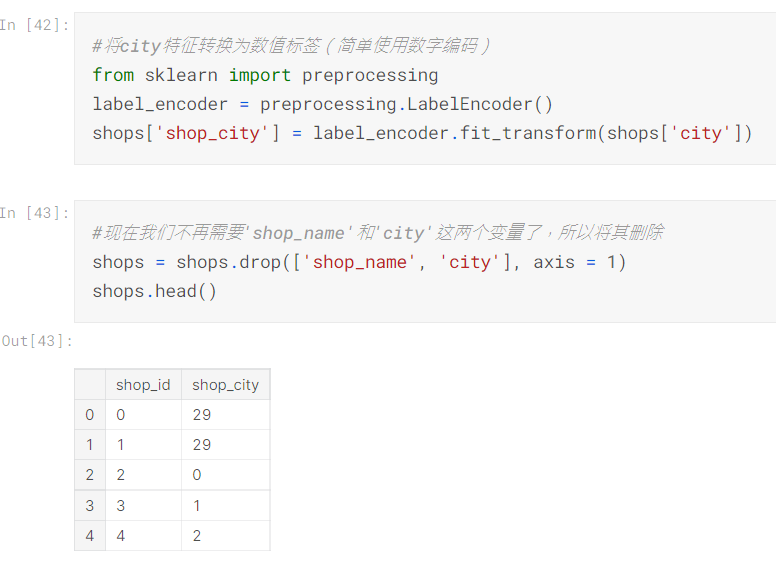 In [42]:
#将city特征转换为数值标签（简单使用数字编码）
from sklearn import preprocessing
label_encoder = preprocessing.LabelEncoder()
shops['shop_city'] = label_encoder.fit_transform(shops['city'])
In [43]:
#现在我们不再需要'shop_name'和'city'这两个变量了，所以将其删除
shops = shops.drop(['shop_name', 'city'], axis = 1)
shops.head()
Out[43]:
shop_id shop_city
0 0 29
1 1 29
2 2 0
3 3 1
4 4 2